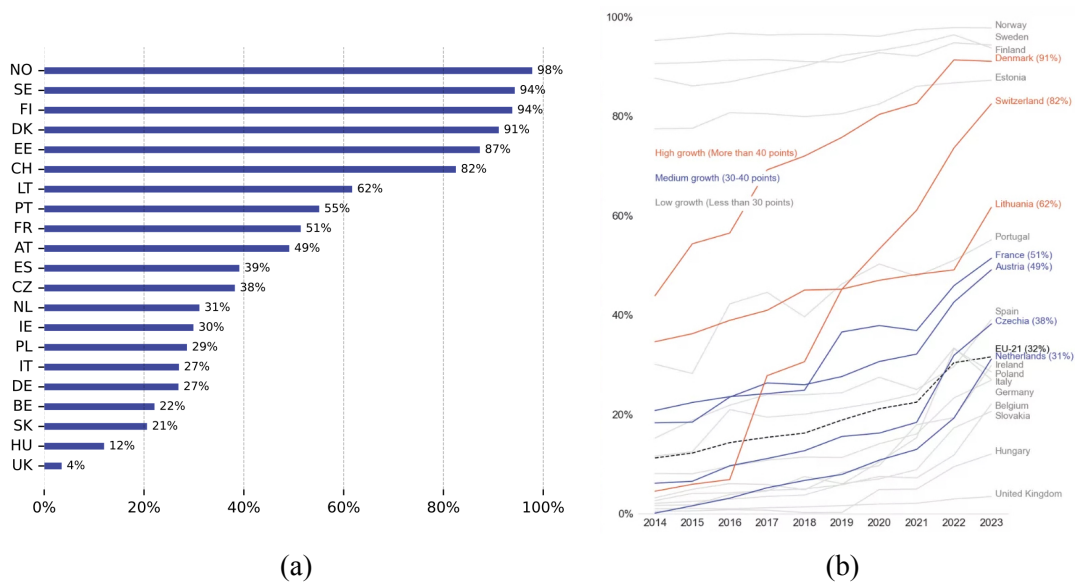 NO 98%
SE 94%
FI 94%
DK 91%
EE 87%
CH 82%
LT 62%
PT 55%
FR 51%
AT 49%
ES 39%
CZ 38%
NL 31%
IE 30%
PL 29%
IT 27%
DE 27%
BE 22%
SK 21%
HU 12%
UK 4%
0% 20% 40% 60% 80% 100%
(a)
100%
80%
60%
40%
20%
0%
High growth (More than 40 points)
Medium growth (30-40 points)
Low growth (Less than 30 points)
Norway
Sweden
Finland
Denmark (91%)
Estonia
Switzerland (82%)
Lithuania (62%)
Portugal
France (51%)
Austria (49%)
Spain
Czechia (38%)
EU-21 (32%)
Netherlands (31%)
Ireland
Poland
Italy
Germany
Belgium
Slovakia
Hungary
United Kingdom
2014 2015 2016 2017 2018 2019 2020 2021 2022 2023
(b)